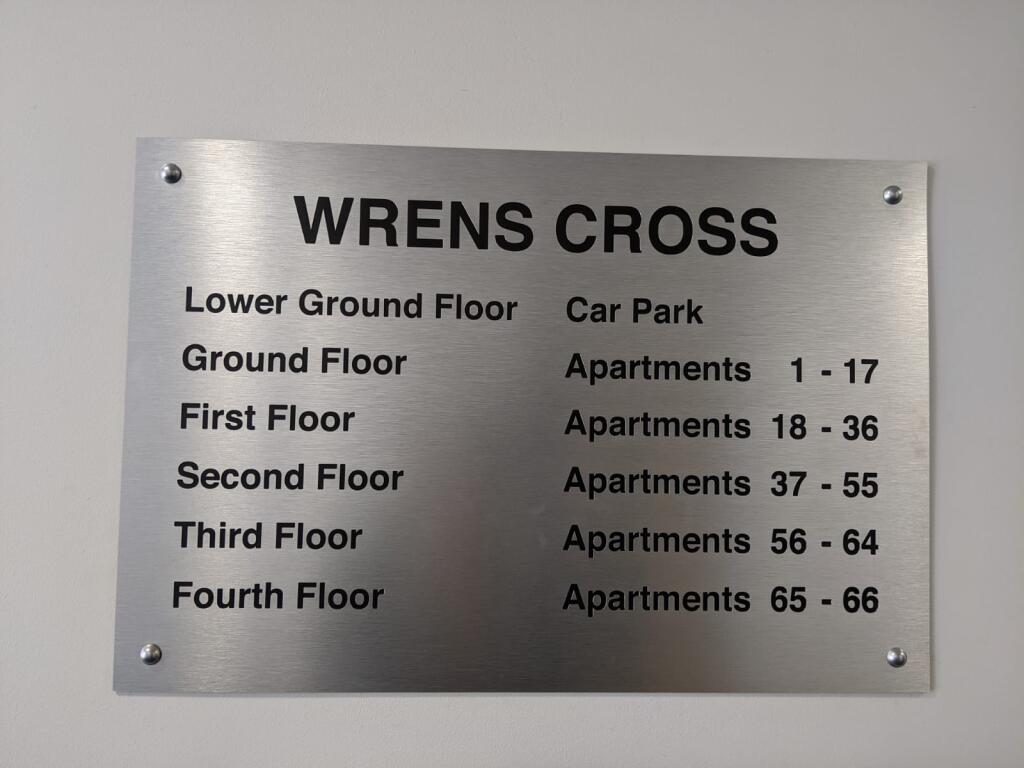 WRENS CROSS
Lower Ground Floor Car Park
Ground Floor Apartments 1 - 17
First Floor Apartments 18 - 36
Second Floor Apartments 37 - 55
Third Floor Apartments 56 - 64
Fourth Floor Apartments 65 - 66